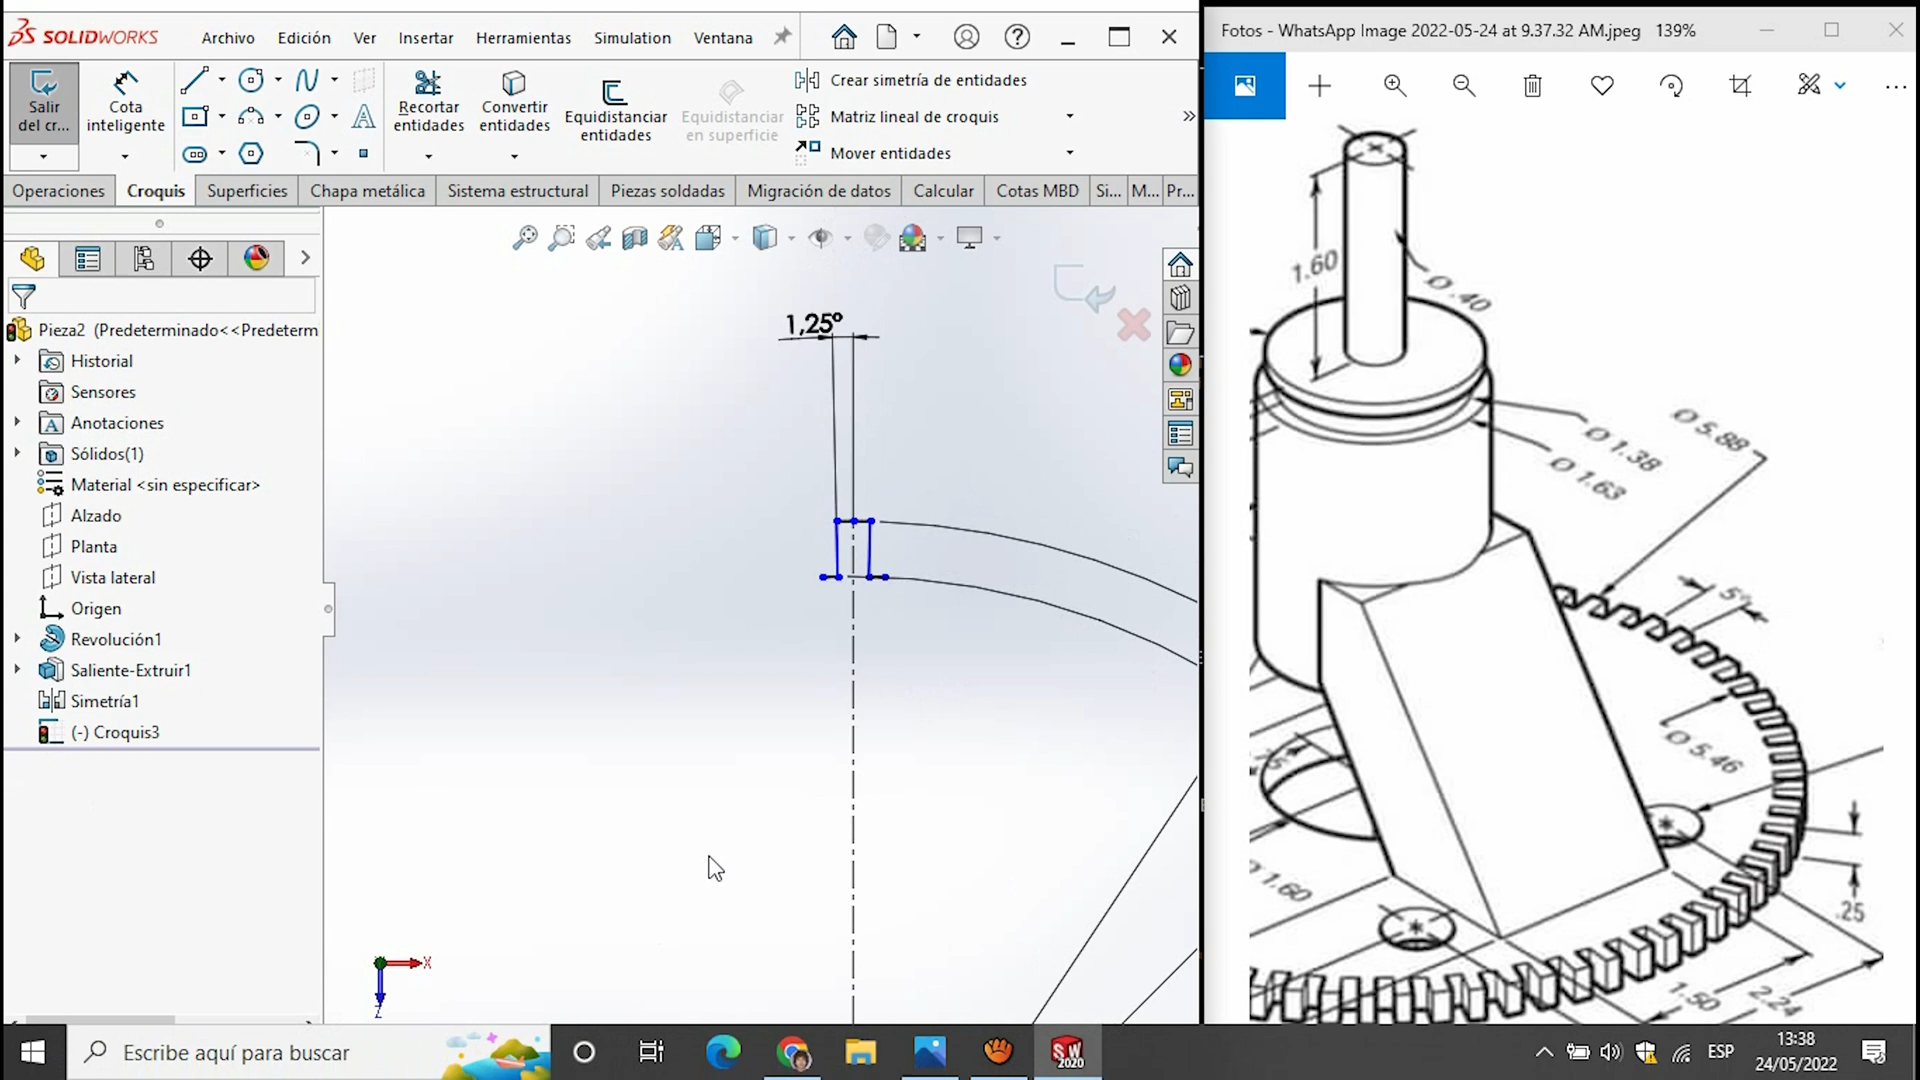 SOLIDWORKS
Archivo Edición Ver Insertar Herramientas Simulation Ventana
Fotos - WhatsApp Image 2022-05-24 at 9.37.32 AM.jpeg 139%
Salir del cr...
Cota inteligente
Recortar entidades
Convertir entidades
Equidistanciar entidades
Equidistanciar en superficie
Crear simetría de entidades
Matriz lineal de croquis
Mover entidades
Operaciones Croquis Superficies Chapa metálica Sistema estructural Piezas soldadas Migración de datos Calcular Cotas MBD Si... M... Pr...
Pieza2 (Predeterminado<<Predeterm
Historial
Sensores
Anotaciones
Sólidos(1)
Material <sin especificar>
Alzado
Planta
Vista lateral
Origen
Revolución1
Saliente-Extruir1
Simetría1
(-) Croquis3
1,25°
X
Z
1.60
Ø .40
Ø 1.38
Ø 1.63
Ø 5.88
5°
Ø 5.46
.25
1.50
2.24
Ø 1.60
Escribe aquí para buscar
SW 2020
ESP
13:38
24/05/2022